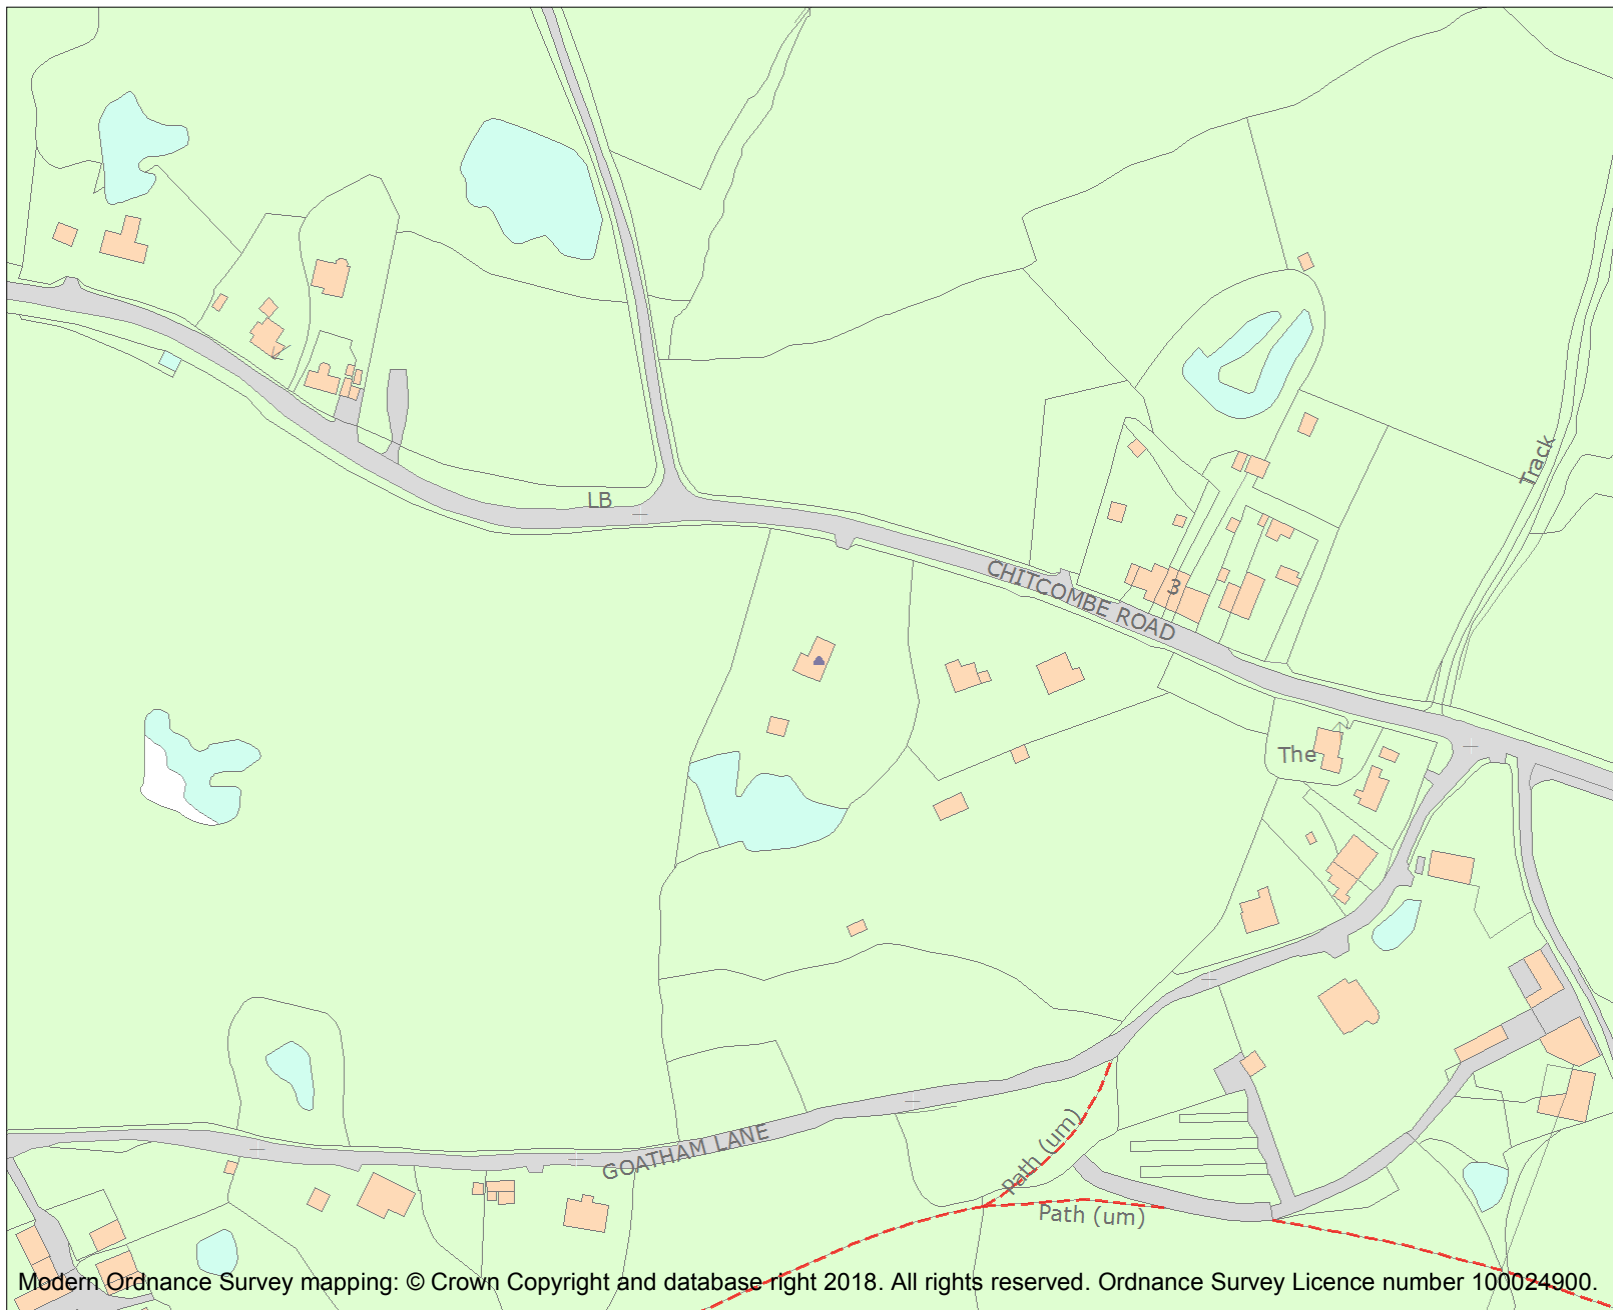 Track
LB
CHITCOMBE ROAD
3
The
Path (um)
GOATHAM LANE
Path (um)
Modern Ordnance Survey mapping: © Crown Copyright and database right 2018. All rights reserved. Ordnance Survey Licence number 100024900.